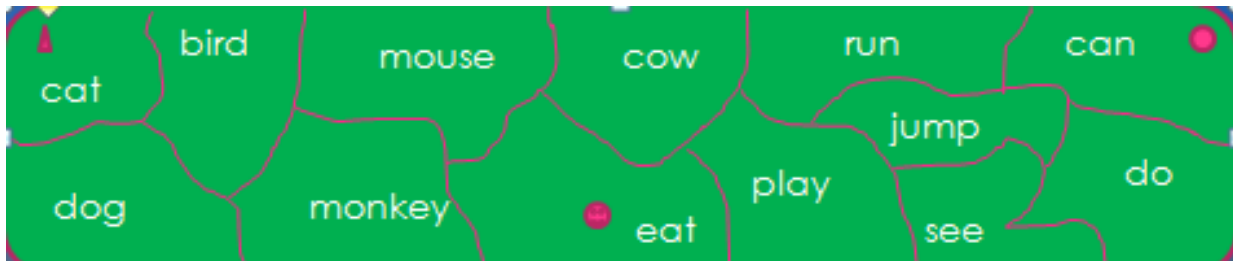 cat
bird
mouse
cow
run
can
jump
dog
monkey
eat
play
see
do